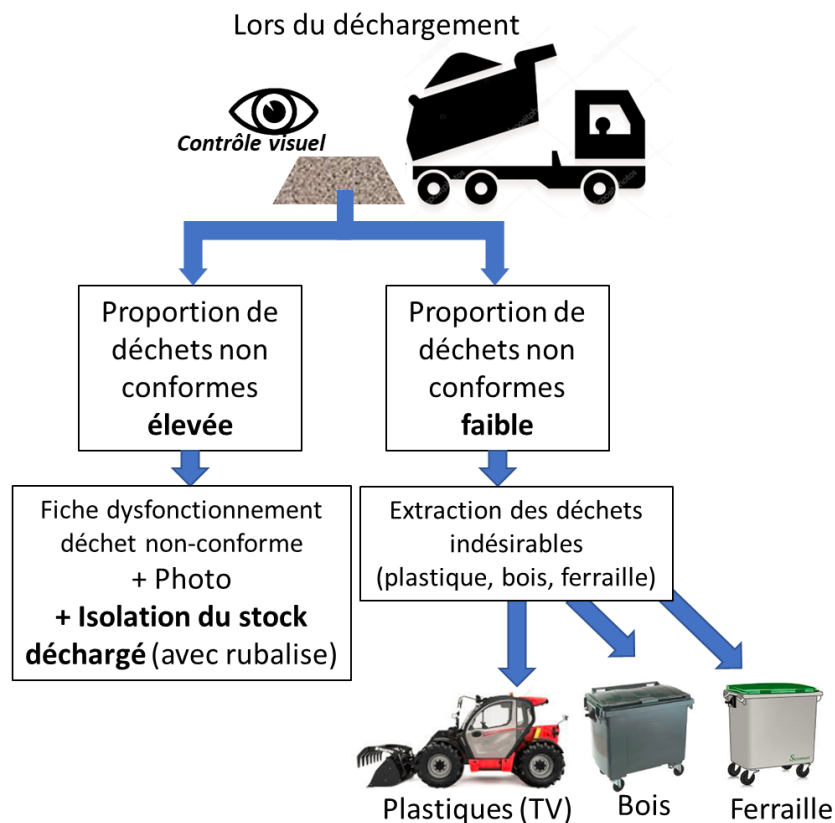 Lors du déchargement
Contrôle visuel
Proportion de
déchets non
conformes
élevée
Proportion de
déchets non
conformes
faible
Fiche dysfonctionnement
déchet non-conforme
+ Photo
+ Isolation du stock
déchargé (avec rubalise)
Extraction des déchets
indésirables
(plastique, bois, ferraille)
Plastiques (TV)
Bois
Ferraille